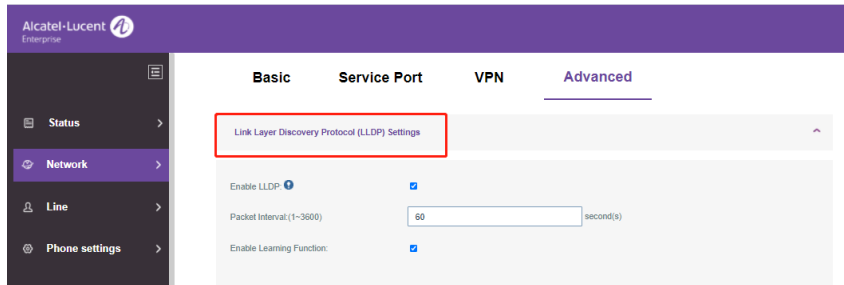 Alcatel·Lucent
Enterprise
Basic Service Port VPN Advanced
Status
Network
Line
Phone settings
Link Layer Discovery Protocol (LLDP) Settings
Enable LLDP:
Packet Interval:(1~3600) 60 second(s)
Enable Learning Function: